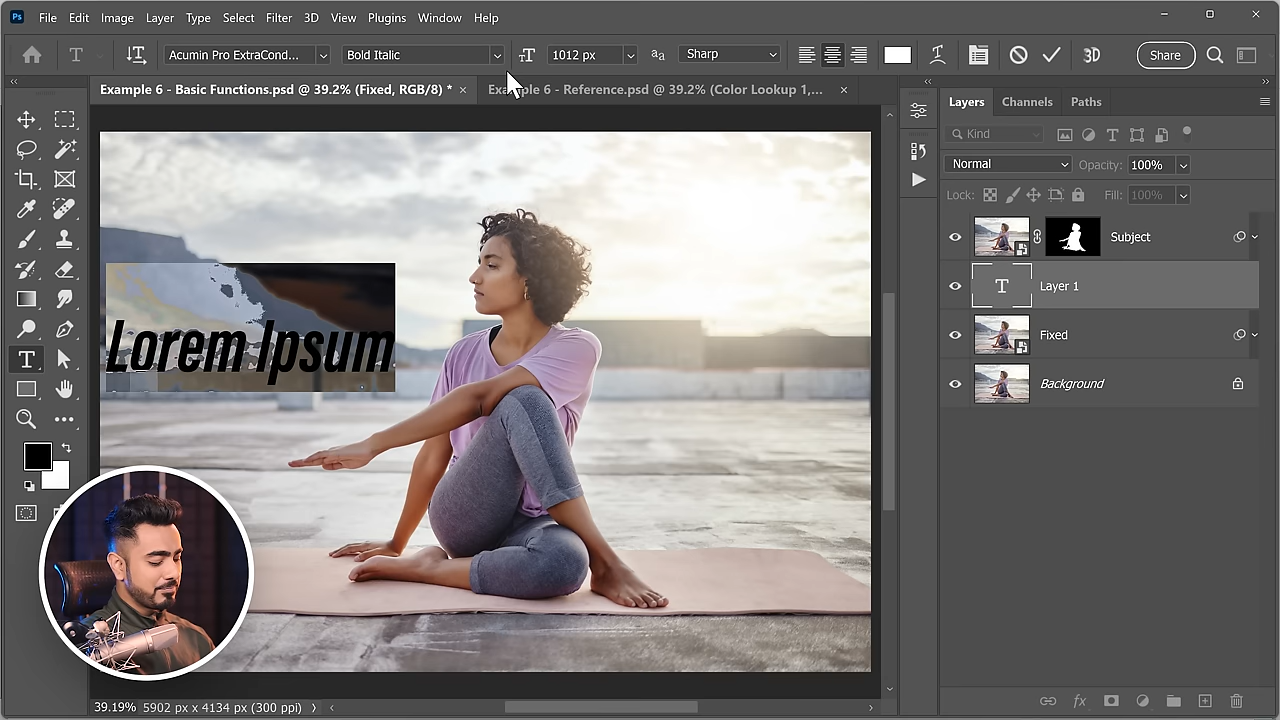 Ps File Edit Image Layer Type Select Filter 3D View Plugins Window Help
T Acumin Pro ExtraCond... Bold Italic 1012 px Sharp 3D Share
Example 6 - Basic Functions.psd @ 39.2% (Fixed, RGB/8) * × Example 6 - Reference.psd @ 39.2% (Color Lookup 1,... ×
Layers Channels Paths
Kind
Normal Opacity: 100%
Lock: Fill: 100%
Subject
T Layer 1
Fixed
Background
Lorem Ipsum
39.19% 5902 px x 4134 px (300 ppi)